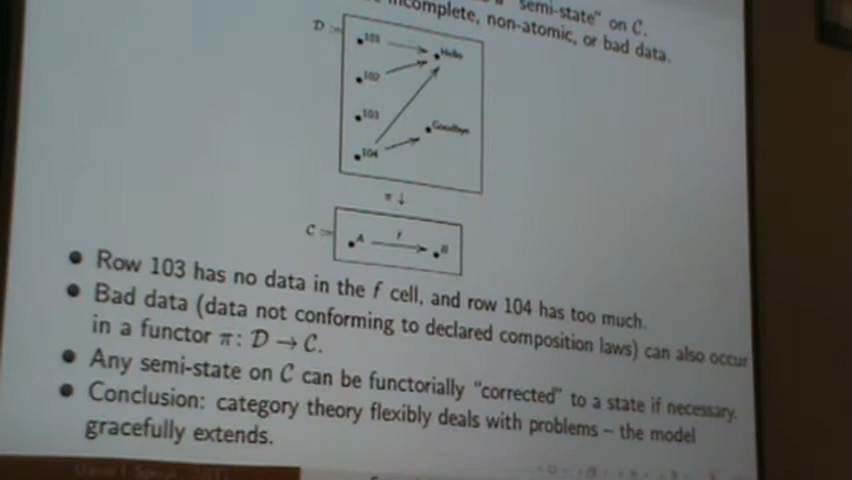 "semi-state" on C.
incomplete, non-atomic, or bad data.
D :=
101
Hello
102
103
Goodbye
104
π ↓
C :=
A f B
• Row 103 has no data in the f cell, and row 104 has too much.
• Bad data (data not conforming to declared composition laws) can also occur
in a functor π: D → C.
• Any semi-state on C can be functorially "corrected" to a state if necessary.
• Conclusion: category theory flexibly deals with problems – the model
gracefully extends.